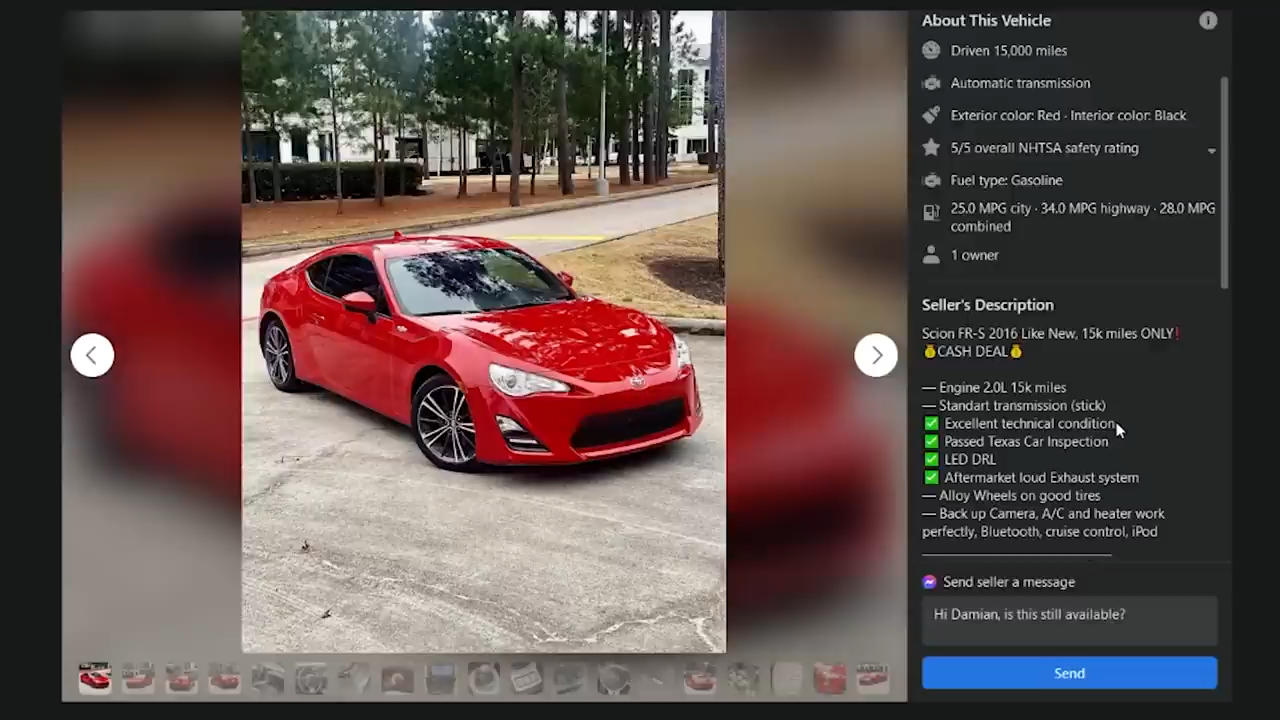 About This Vehicle
Driven 15,000 miles
Automatic transmission
Exterior color: Red · Interior color: Black
5/5 overall NHTSA safety rating
Fuel type: Gasoline
25.0 MPG city · 34.0 MPG highway · 28.0 MPG
combined
1 owner
Seller's Description
Scion FR-S 2016 Like New, 15k miles ONLY❗
💰CASH DEAL💰
— Engine 2.0L 15k miles
— Standart transmission (stick)
✅ Excellent technical condition
✅ Passed Texas Car Inspection
✅ LED DRL
✅ Aftermarket loud Exhaust system
— Alloy Wheels on good tires
— Back up Camera, A/C and heater work
perfectly, Bluetooth, cruise control, iPod
Send seller a message
Hi Damian, is this still available?
Send